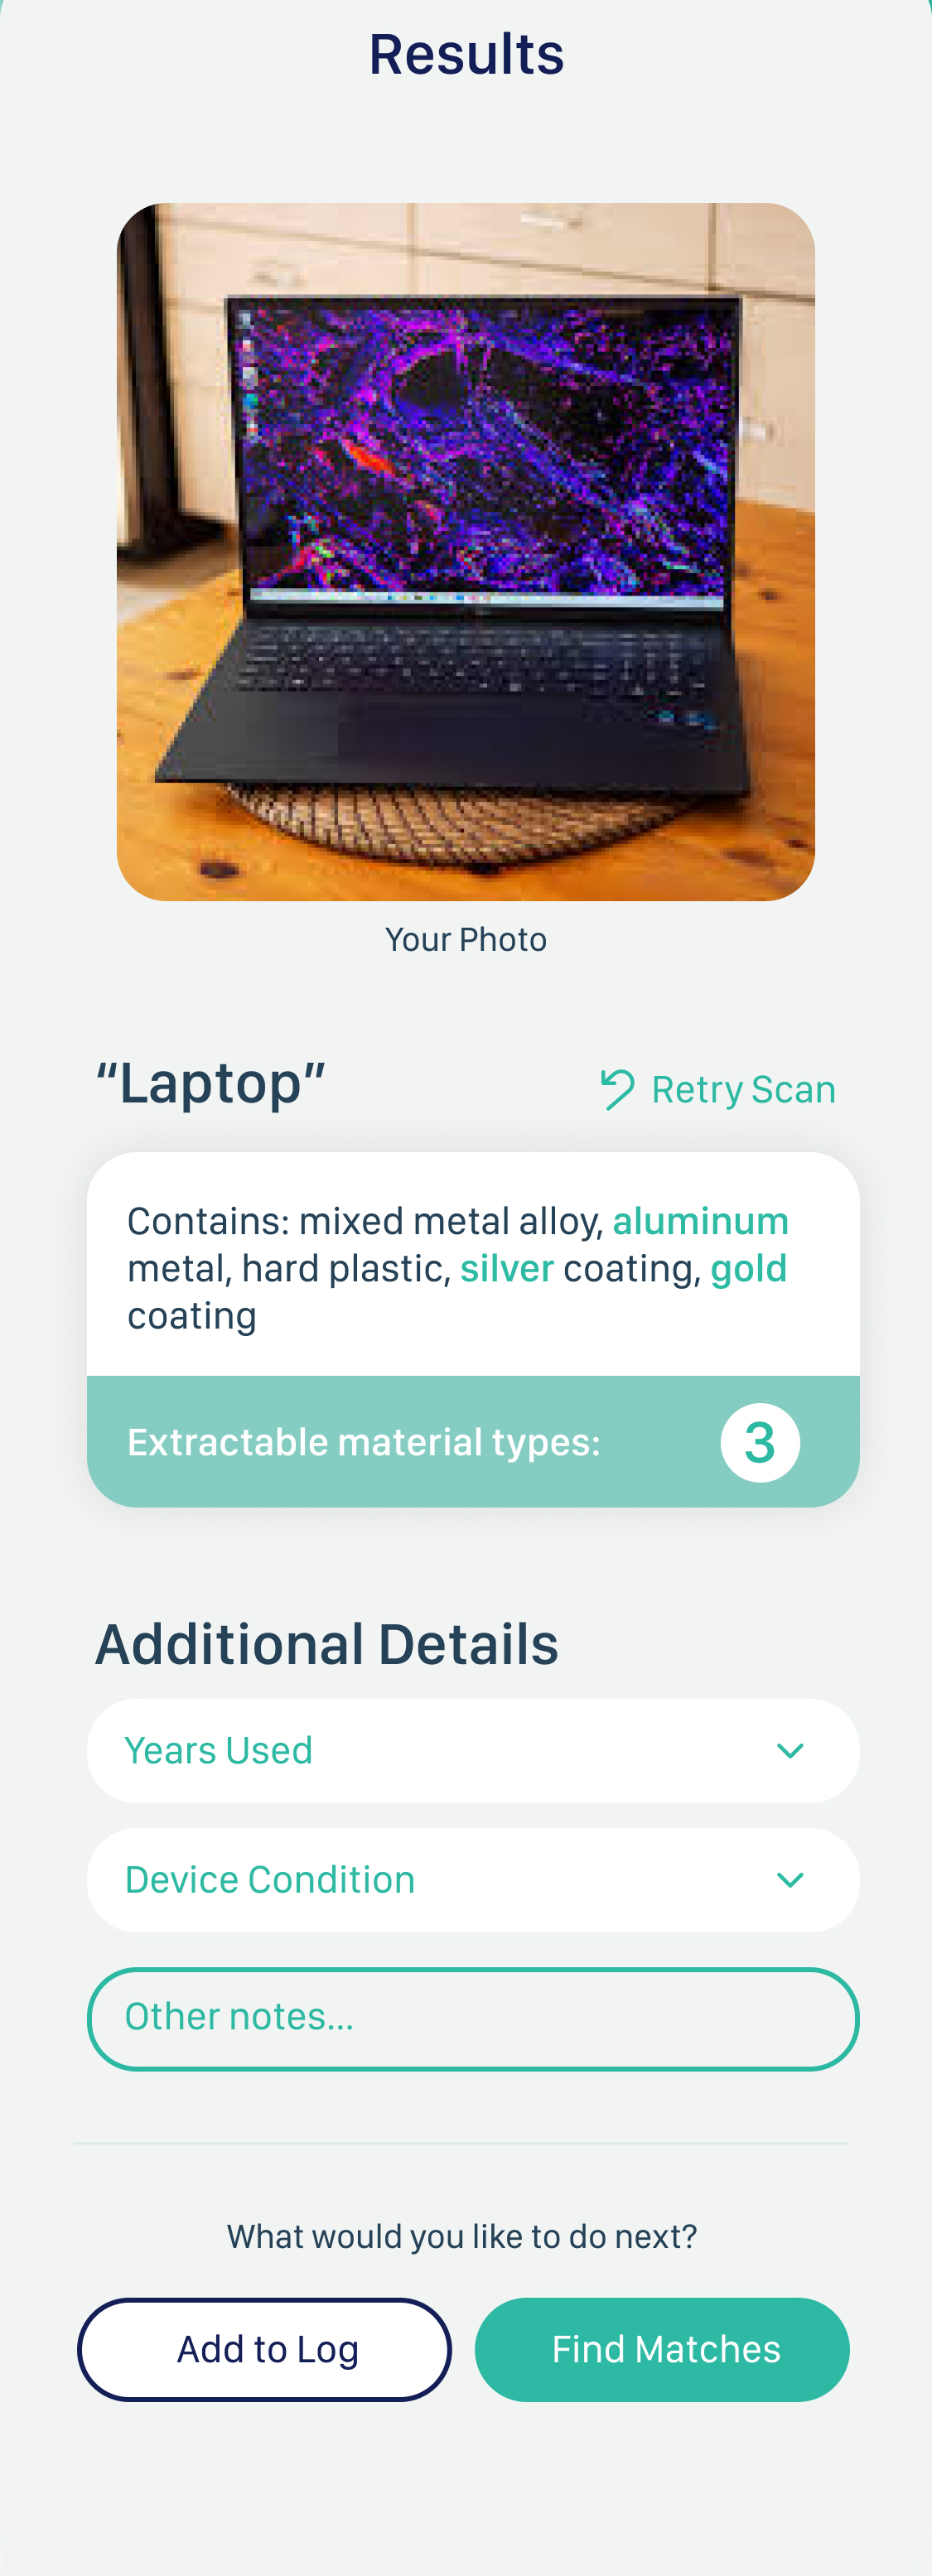 Results
Your Photo
“Laptop”
Retry Scan
Contains: mixed metal alloy, aluminum
metal, hard plastic, silver coating, gold
coating
Extractable material types:
3
Additional Details
Years Used
Device Condition
Other notes...
What would you like to do next?
Add to Log
Find Matches